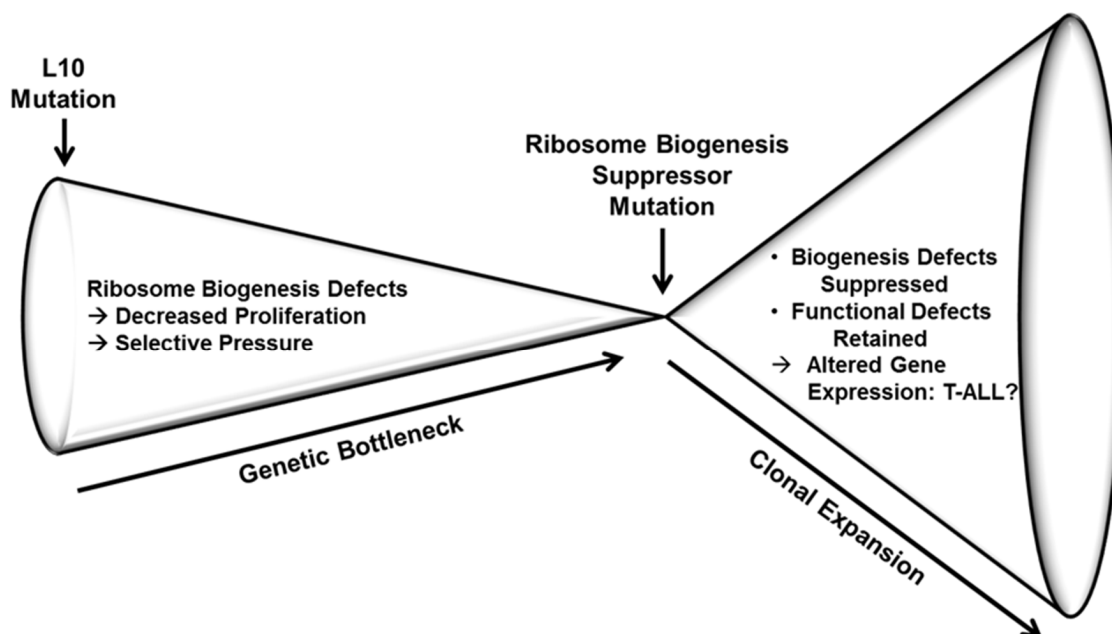 L10
Mutation
Ribosome Biogenesis
Suppressor
Mutation
Ribosome Biogenesis Defects
→ Decreased Proliferation
→ Selective Pressure
Genetic Bottleneck
• Biogenesis Defects
Suppressed
• Functional Defects
Retained
→ Altered Gene
Expression: T-ALL?
Clonal Expansion